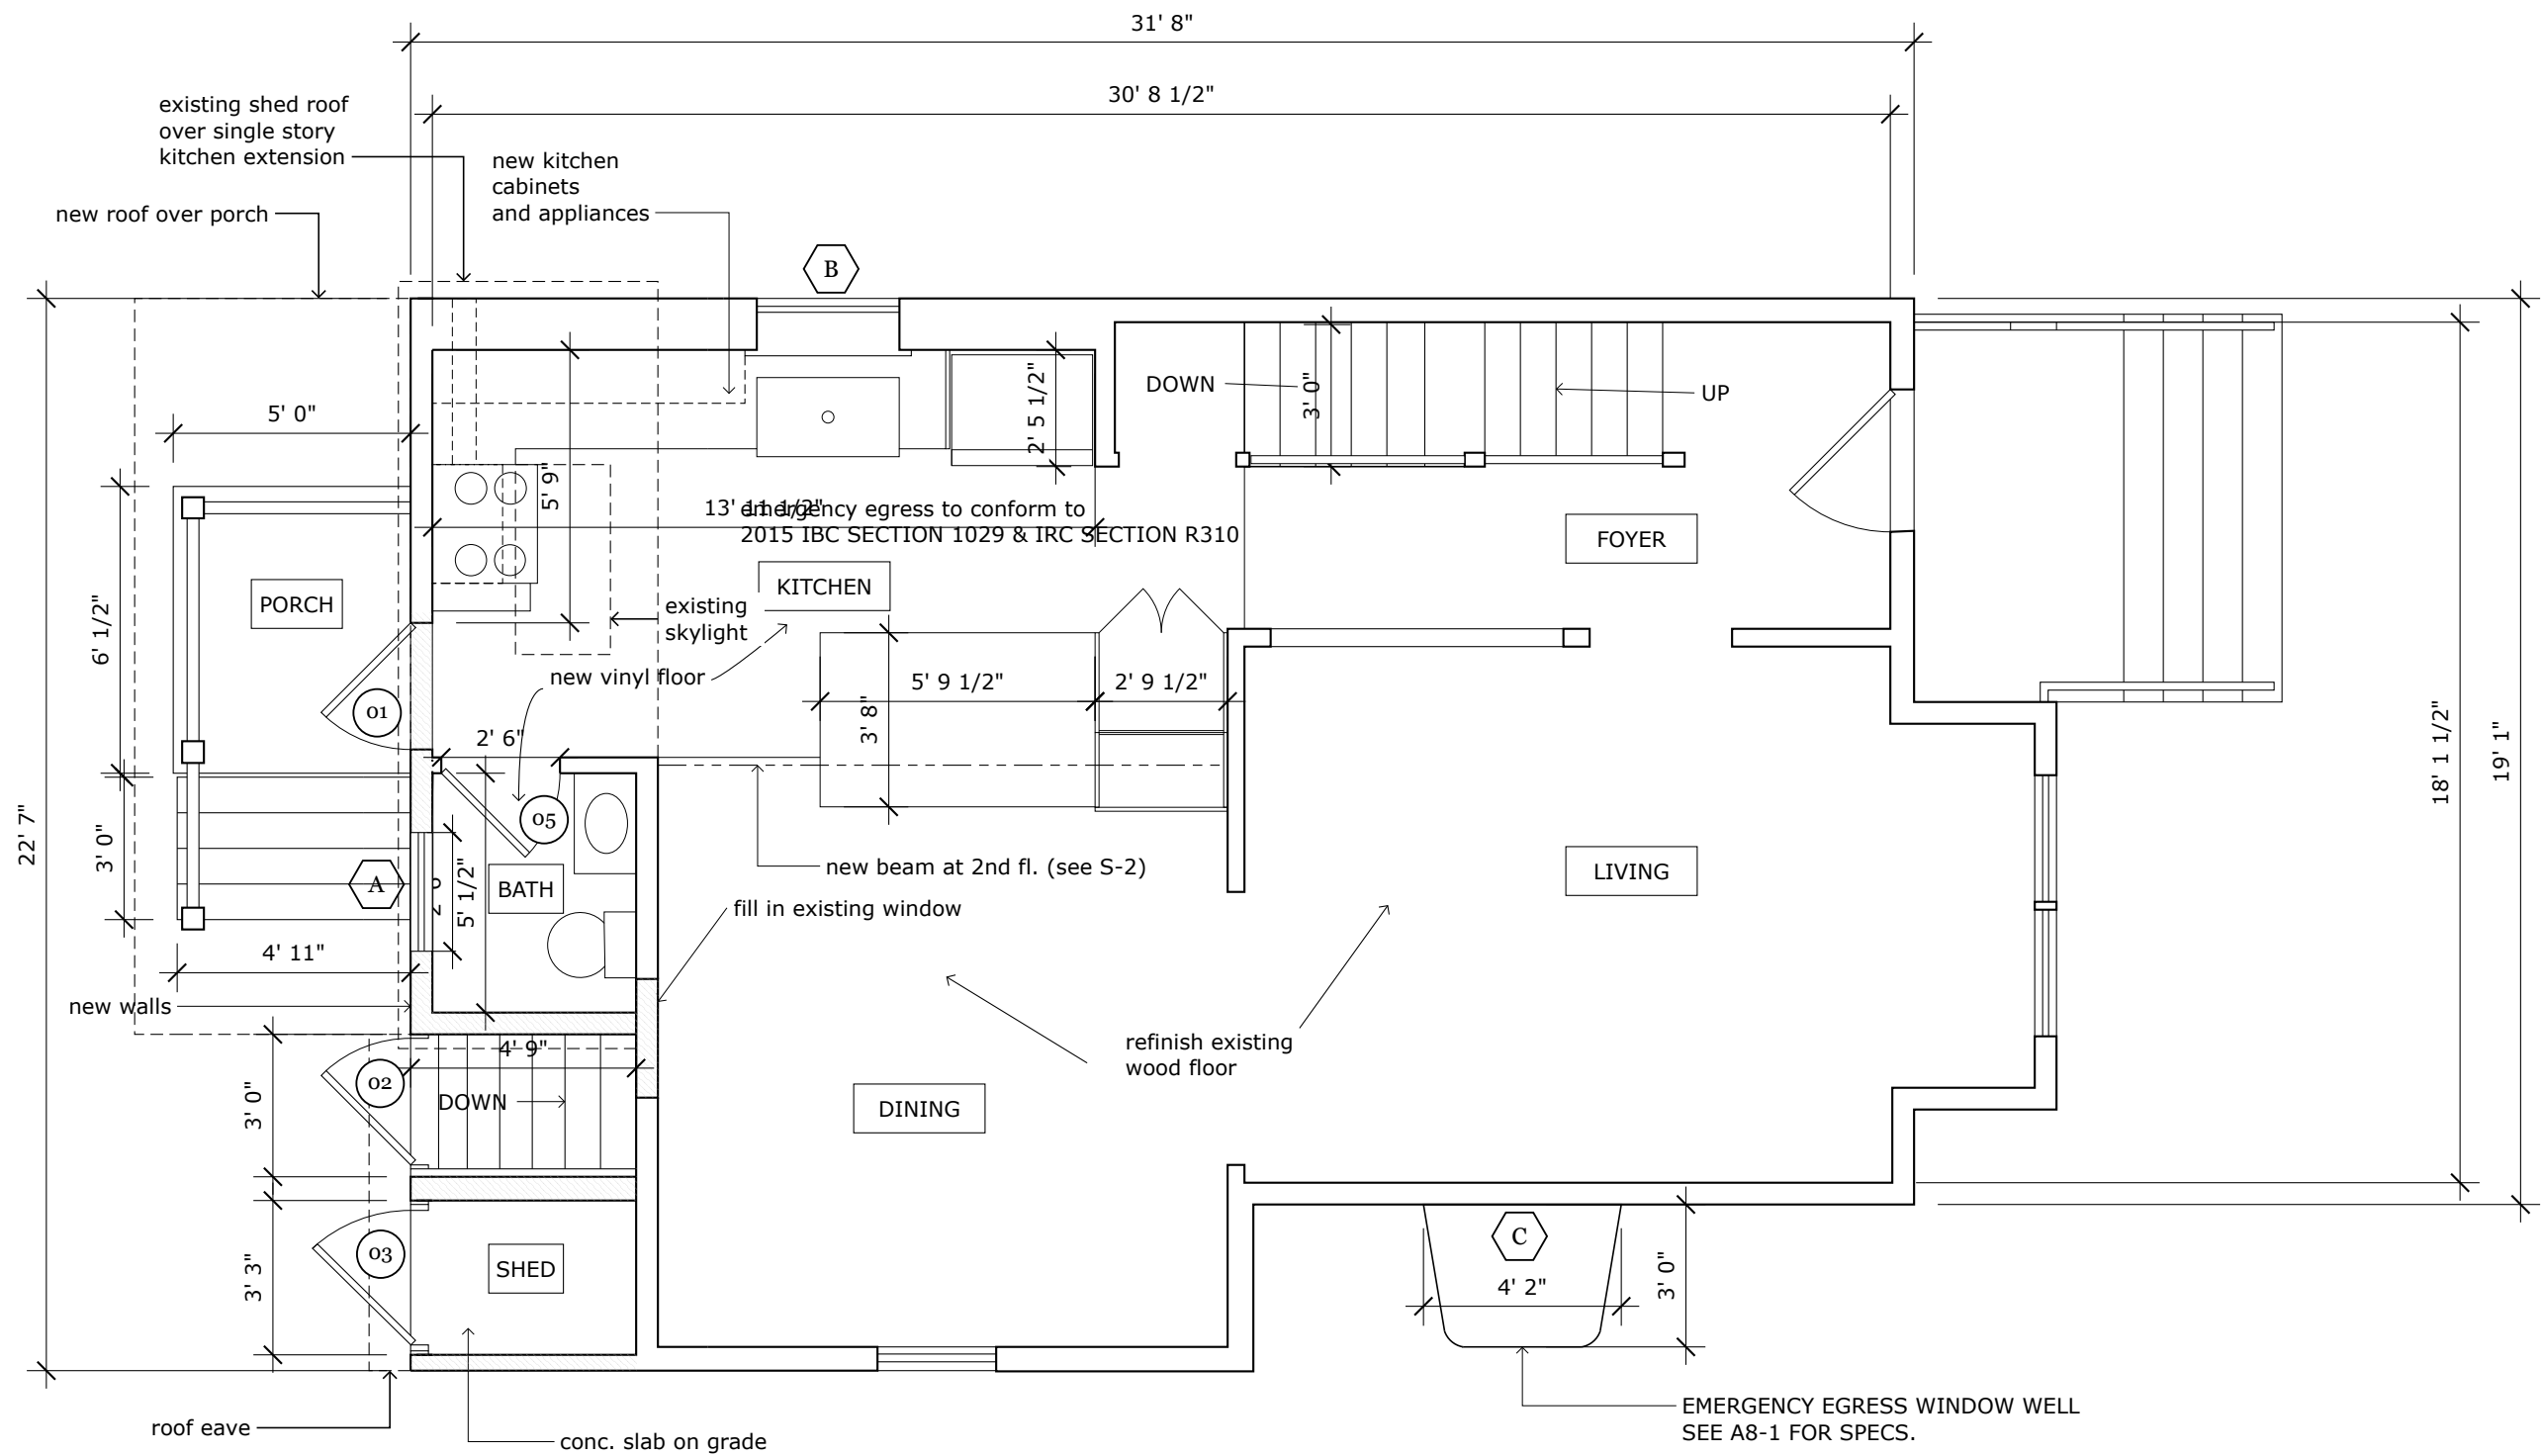 31' 8"
30' 8 1/2"
existing shed roof
over single story
kitchen extension
new kitchen
cabinets
and appliances
new roof over porch
B
5' 0"
2' 5 1/2"
DOWN
3' 0"
UP
5' 9"
13' 11 1/2"
emergency egress to conform to
2015 IBC SECTION 1029 & IRC SECTION R310
FOYER
KITCHEN
PORCH
6' 1/2"
existing
skylight
new vinyl floor
5' 9 1/2"
2' 9 1/2"
3' 8"
01
2' 6"
18' 1 1/2"
19' 1"
22' 7"
3' 0"
05
A
5' 1/2"
BATH
new beam at 2nd fl. (see S-2)
LIVING
fill in existing window
4' 11"
new walls
4' 9"
refinish existing
wood floor
02
3' 0"
DOWN
DINING
03
3' 3"
SHED
C
4' 2"
3' 0"
roof eave
conc. slab on grade
EMERGENCY EGRESS WINDOW WELL
SEE A8-1 FOR SPECS.